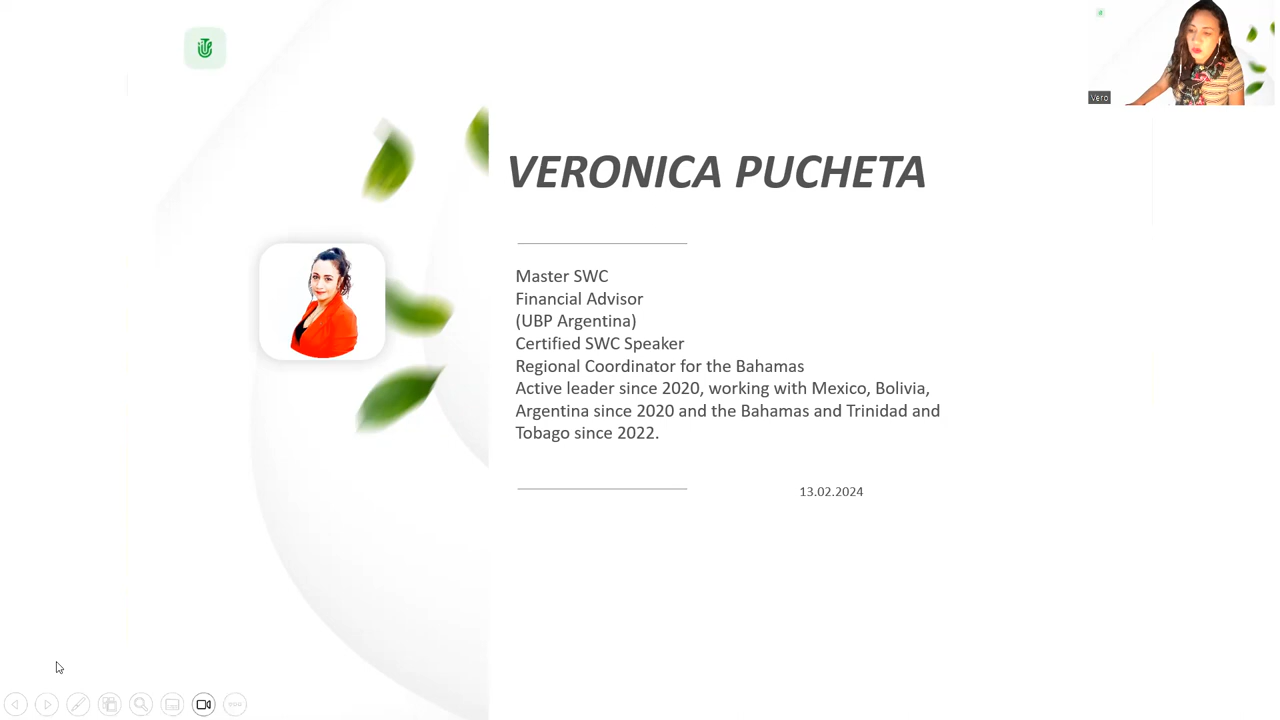 Vero
VERONICA PUCHETA
Master SWC
Financial Advisor
(UBP Argentina)
Certified SWC Speaker
Regional Coordinator for the Bahamas
Active leader since 2020, working with Mexico, Bolivia,
Argentina since 2020 and the Bahamas and Trinidad and
Tobago since 2022.
13.02.2024